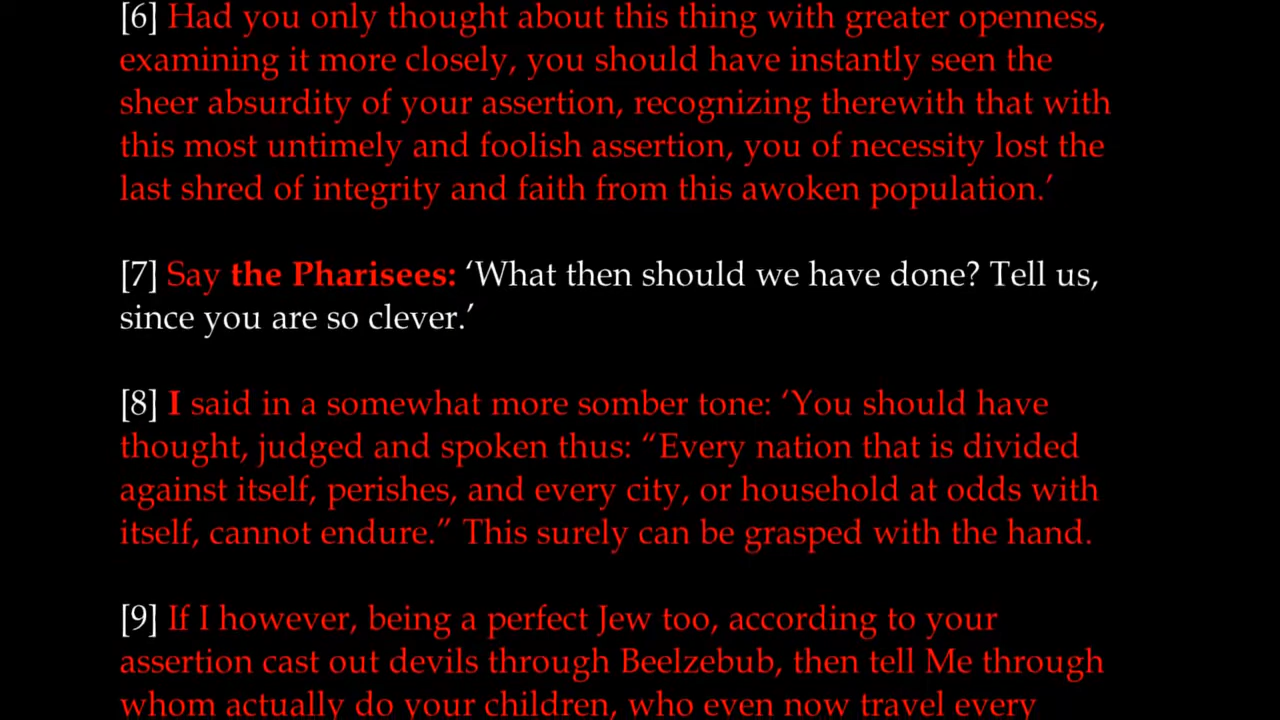 [6] Had you only thought about this thing with greater openness,
examining it more closely, you should have instantly seen the
sheer absurdity of your assertion, recognizing therewith that with
this most untimely and foolish assertion, you of necessity lost the
last shred of integrity and faith from this awoken population.’
[7] Say the Pharisees: ‘What then should we have done? Tell us,
since you are so clever.’
[8] I said in a somewhat more somber tone: ‘You should have
thought, judged and spoken thus: “Every nation that is divided
against itself, perishes, and every city, or household at odds with
itself, cannot endure.” This surely can be grasped with the hand.
[9] If I however, being a perfect Jew too, according to your
assertion cast out devils through Beelzebub, then tell Me through
whom actually do your children, who even now travel every